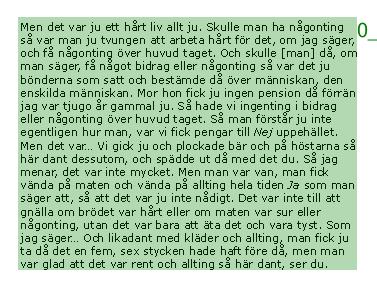 Men det var ju ett hårt liv allt ju. Skulle man ha någonting
så var man ju tvungen att arbeta hårt för det, om jag säger,
och få någonting över huvud taget. Och skulle [man] då, om
man säger, få något bidrag eller någonting så var det ju
bönderna som satt och bestämde då över människan, den
enskilda människan. Mor hon fick ju ingen pension då förrän
jag var tjugo år gammal ju. Så hade vi ingenting i bidrag
eller någonting över huvud taget. Så man förstår ju inte
egentligen hur man, var vi fick pengar till Nej uppehället.
Men det var... Vi gick ju och plockade bär och på höstarna så
här dant dessutom, och spädde ut då med det du. Så jag
menar, det var inte mycket. Men man var van, man fick
vända på maten och vända på allting hela tiden Ja som man
säger att, så att det var ju inte nådigt. Det var inte till att
gnälla om brödet var hårt eller om maten var sur eller
någonting, utan det var bara att äta det och vara tyst. Som
jag säger... Och likadant med kläder och allting, man fick ju
ta då det en fem, sex stycken hade haft före då, men man
var glad att det var rent och allting så här dant, ser du.